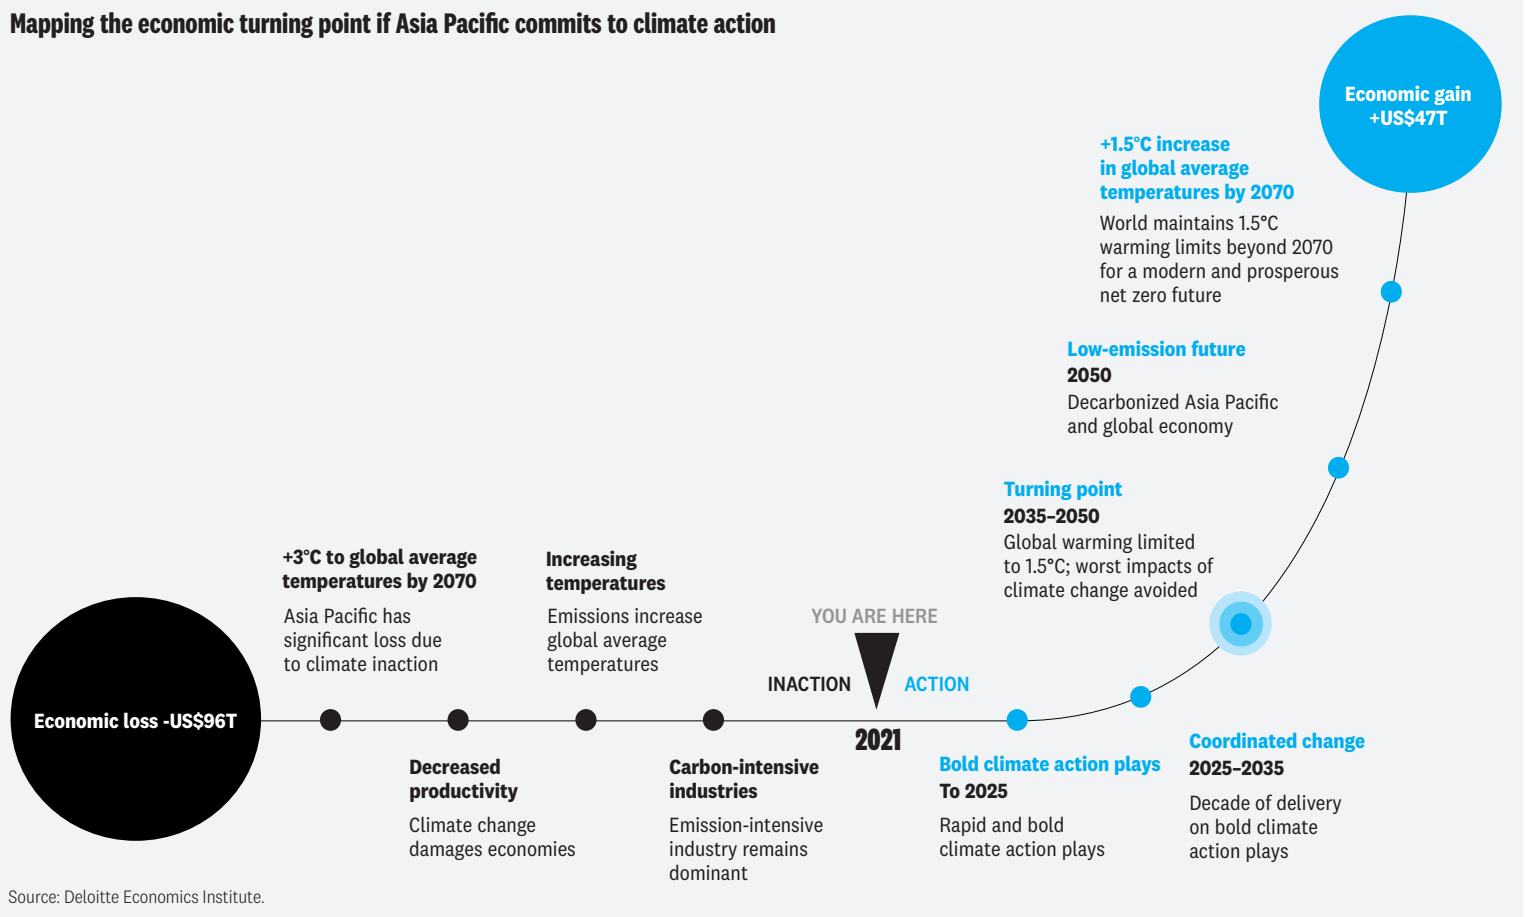 Mapping the economic turning point if Asia Pacific commits to climate action
Economic gain
+US$47T
+1.5°C increase
in global average
temperatures by 2070
World maintains 1.5°C
warming limits beyond 2070
for a modern and prosperous
net zero future
Low-emission future
2050
Decarbonized Asia Pacific
and global economy
Turning point
2035–2050
Global warming limited
to 1.5°C; worst impacts of
climate change avoided
+3°C to global average
temperatures by 2070
Asia Pacific has
significant loss due
to climate inaction
Increasing
temperatures
Emissions increase
global average
temperatures
YOU ARE HERE
INACTION
ACTION
Economic loss -US$96T
2021
Decreased
productivity
Climate change
damages economies
Carbon-intensive
industries
Emission-intensive
industry remains
dominant
Bold climate action plays
To 2025
Rapid and bold
climate action plays
Coordinated change
2025–2035
Decade of delivery
on bold climate
action plays
Source: Deloitte Economics Institute.